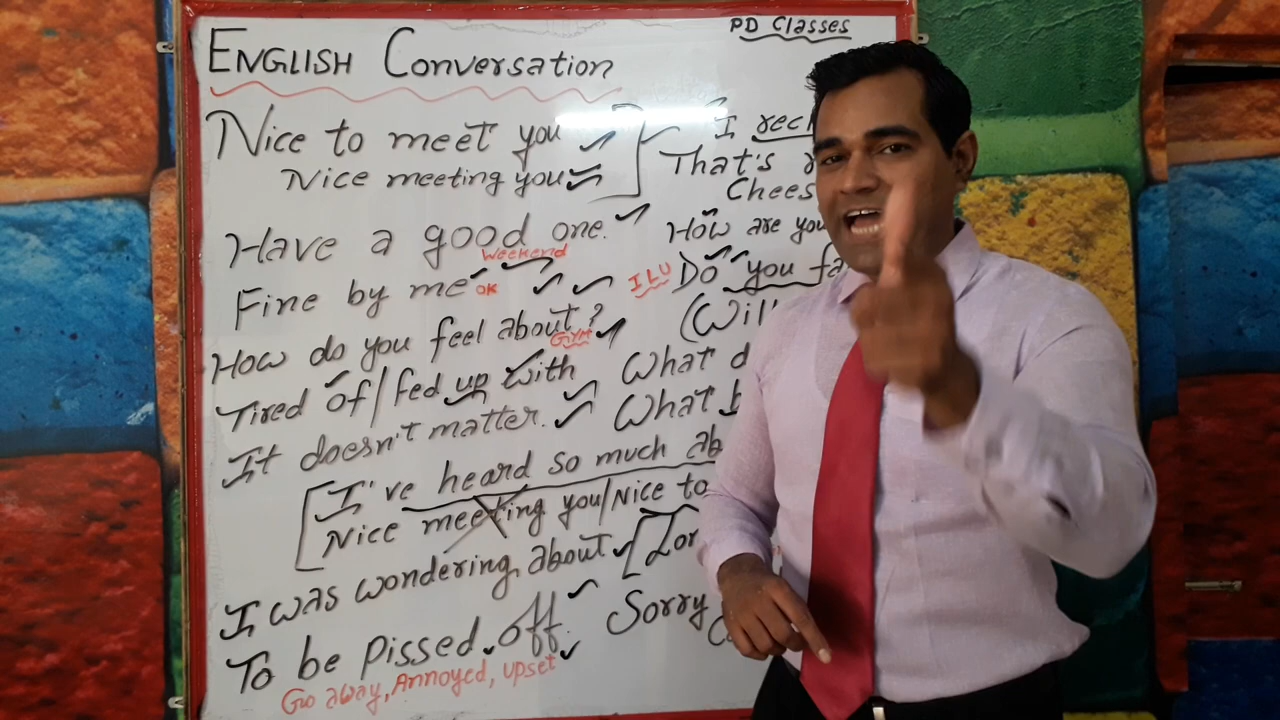 PD Classes
ENGLISH Conversation
Nice to meet you
Nice meeting you
Have a good one.
Weekend
Fine by me
OK
How do you feel about?
Gym
Tired of/Fed up with
It doesn't matter.
I've heard so much
Nice meeting you/Nice to
I was wondering about
To be pissed off.
Go away, Annoyed, upset
I
That's
How are you
ILU Do you
What
What
Sorry